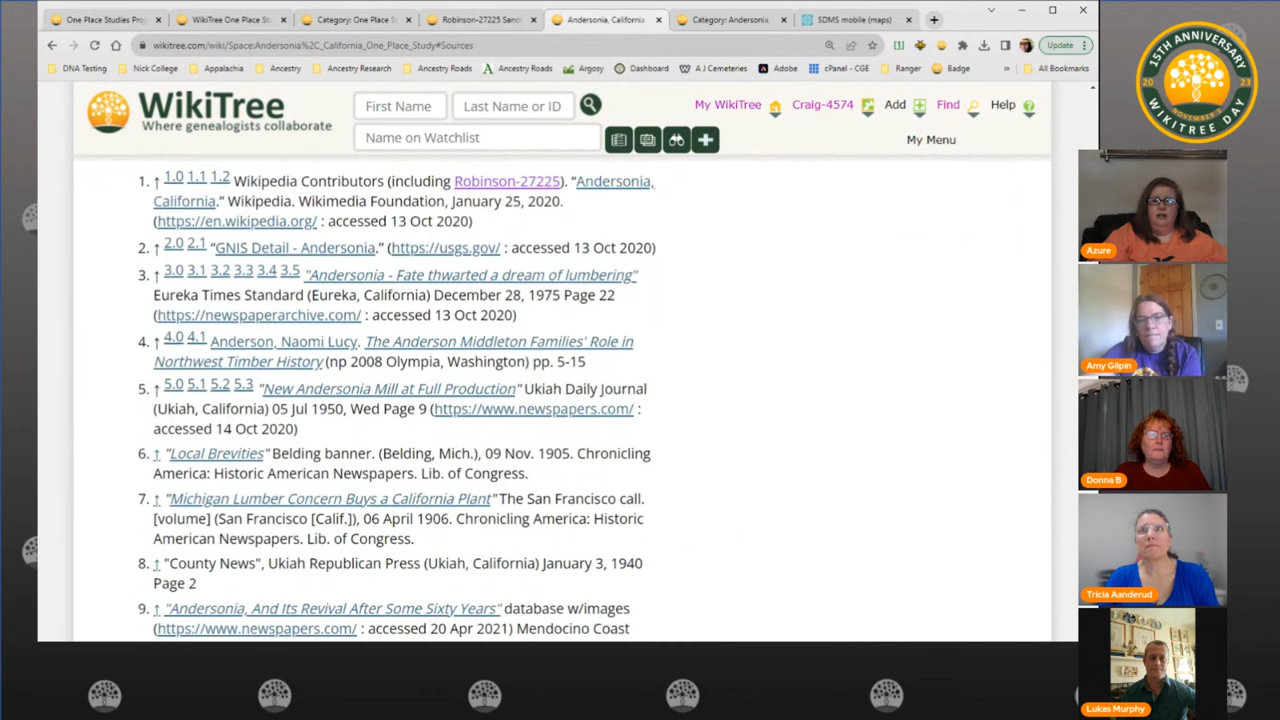 One Place Studies Proj
WikiTree One Place St
Category: One Place S
Robinson-27225 Sand
Andersonia, California
Category: Andersonia,
SDMS mobile (maps)
wikitree.com/wiki/Space:Andersonia%2C_California_One_Place_Study#Sources
Update
DNA Testing
Nick College
Appalachia
Ancestry
Ancestry Roads
Ancestry Roads
Argosy
Dashboard
A J Cemeteries
Adobe
cPanel - CGE
Ranger
Badge
»
All Bookmarks
WikiTree
Where genealogists collaborate
First Name
Last Name or ID
My WikiTree
Craig-4574
Add
Find
Help
Name on Watchlist
My Menu
1. ↑ 1.0 1.1 1.2 Wikipedia Contributors (including Robinson-27225). “Andersonia,
California.” Wikipedia. Wikimedia Foundation, January 25, 2020.
(https://en.wikipedia.org/ : accessed 13 Oct 2020)
2. ↑ 2.0 2.1 “GNIS Detail - Andersonia.” (https://usgs.gov/ : accessed 13 Oct 2020)
3. ↑ 3.0 3.1 3.2 3.3 3.4 3.5 "Andersonia - Fate thwarted a dream of lumbering"
Eureka Times Standard (Eureka, California) December 28, 1975 Page 22
(https://newspaperarchive.com/ : accessed 13 Oct 2020)
4. ↑ 4.0 4.1 Anderson, Naomi Lucy. The Anderson Middleton Families' Role in
Northwest Timber History (np 2008 Olympia, Washington) pp. 5-15
5. ↑ 5.0 5.1 5.2 5.3 "New Andersonia Mill at Full Production" Ukiah Daily Journal
(Ukiah, California) 05 Jul 1950, Wed Page 9 (https://www.newspapers.com/ :
accessed 14 Oct 2020)
6. ↑ "Local Brevities" Belding banner. (Belding, Mich.), 09 Nov. 1905. Chronicling
America: Historic American Newspapers. Lib. of Congress.
7. ↑ "Michigan Lumber Concern Buys a California Plant" The San Francisco call.
[volume] (San Francisco [Calif.]), 06 April 1906. Chronicling America: Historic
American Newspapers. Lib. of Congress.
8. ↑ "County News", Ukiah Republican Press (Ukiah, California) January 3, 1940
Page 2
9. ↑ "Andersonia, And Its Revival After Some Sixty Years" database w/images
(https://www.newspapers.com/ : accessed 20 Apr 2021) Mendocino Coast
15TH ANNIVERSARY
20 23
NOVEMBER 5
WIKITREE DAY
Azure
Amy Gilpin
Donna B
Tricia Aanderud
Lukas Murphy